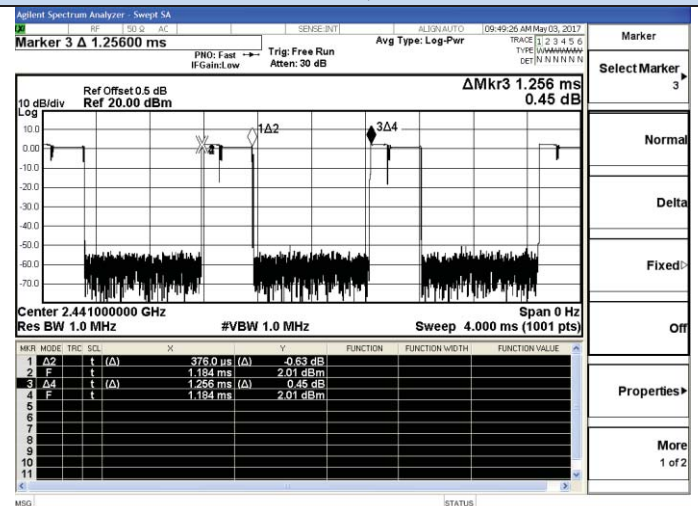 Agilent Spectrum Analyzer - Swept SA
RF 50 Ω AC SENSE:INT ALIGN AUTO 09:49:26 AM May 03, 2017
Marker 3 Δ 1.25600 ms
PNO: Fast Trig: Free Run
IFGain:Low Atten: 30 dB
Avg Type: Log-Pwr
TRACE 1 2 3 4 5 6
TYPE WWWWWW
DET N N N N N N
ΔMkr3 1.256 ms
0.45 dB
Ref Offset 0.5 dB
10 dB/div Ref 20.00 dBm
Log
10.0
0.00
-10.0
-20.0
-30.0
-40.0
-50.0
-60.0
-70.0
1Δ2
3Δ4
Center 2.441000000 GHz Span 0 Hz
Res BW 1.0 MHz #VBW 1.0 MHz Sweep 4.000 ms (1001 pts)
MKR MODE TRC SCL X Y FUNCTION FUNCTION WIDTH FUNCTION VALUE
1 Δ2 t (Δ) 376.0 µs (Δ) -0.63 dB
2 F t 1.184 ms 2.01 dBm
3 Δ4 t (Δ) 1.256 ms (Δ) 0.45 dB
4 F t 1.184 ms 2.01 dBm
5
6
7
8
9
10
11
MSG STATUS
Marker
Select Marker
3
Normal
Delta
Fixed
Off
Properties
More
1 of 2